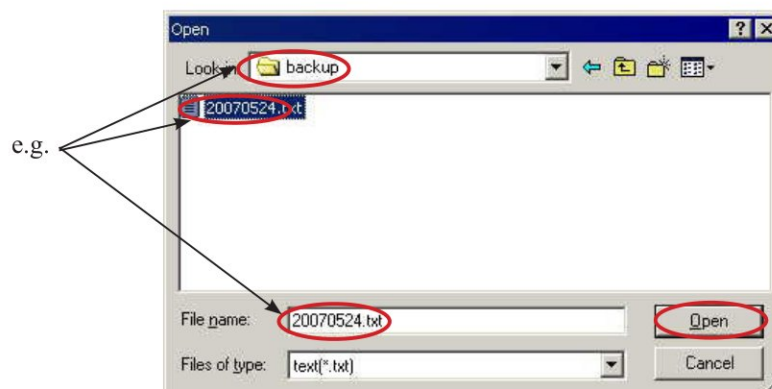 Open
Look in: backup
20070524.txt
e.g.
File name: 20070524.txt Open
Files of type: text(*.txt) Cancel